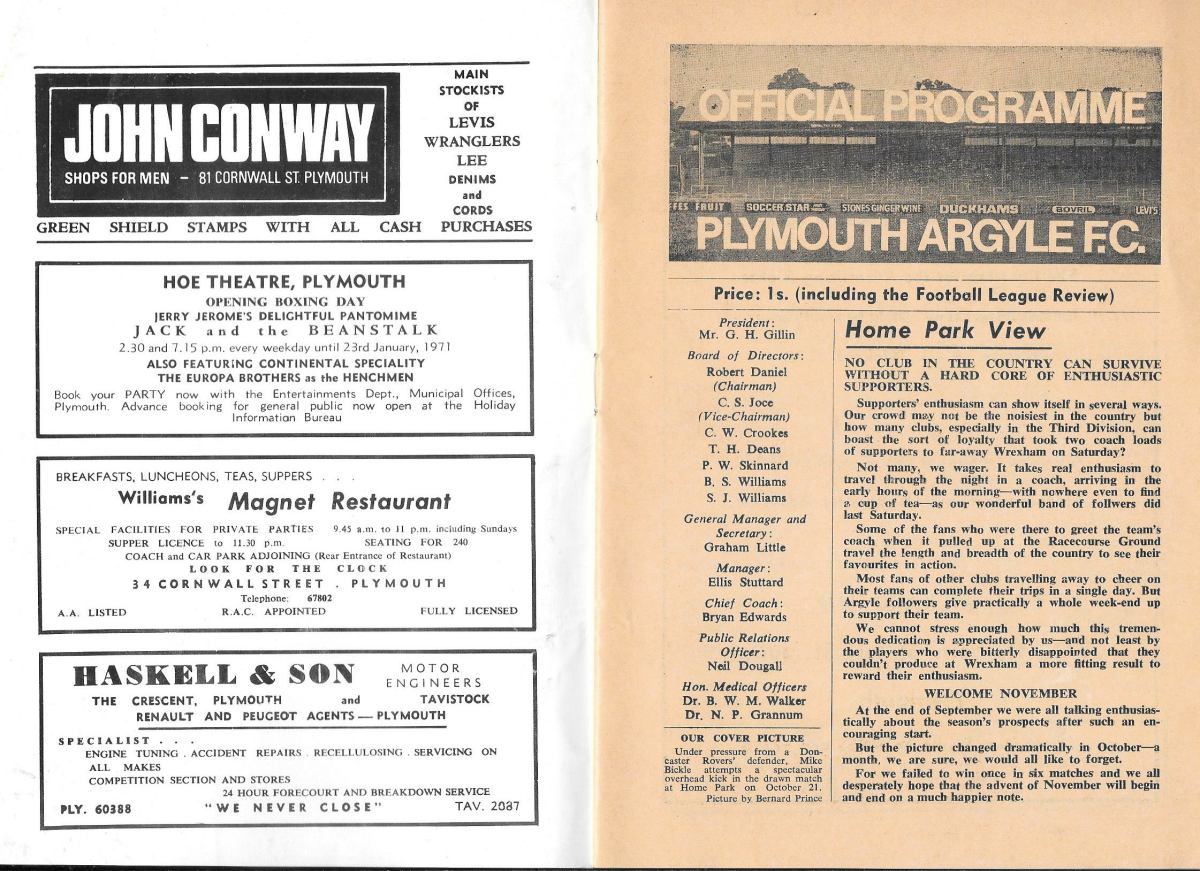 JOHN CONWAY
SHOPS FOR MEN – 81 CORNWALL ST. PLYMOUTH
MAIN
STOCKISTS
OF
LEVIS
WRANGLERS
LEE
DENIMS
and
CORDS
GREEN SHIELD STAMPS WITH ALL CASH PURCHASES
HOE THEATRE, PLYMOUTH
OPENING BOXING DAY
JERRY JEROME'S DELIGHTFUL PANTOMIME
JACK and the BEANSTALK
2.30 and 7.15 p.m. every weekday until 23rd January, 1971
ALSO FEATURING CONTINENTAL SPECIALITY
THE EUROPA BROTHERS as the HENCHMEN
Book your PARTY now with the Entertainments Dept., Municipal Offices,
Plymouth. Advance booking for general public now open at the Holiday
Information Bureau
BREAKFASTS, LUNCHEONS, TEAS, SUPPERS . . .
Williams's Magnet Restaurant
SPECIAL FACILITIES FOR PRIVATE PARTIES 9.45 a.m. to 11 p.m. including Sundays
SUPPER LICENCE to 11.30 p.m. SEATING FOR 240
COACH and CAR PARK ADJOINING (Rear Entrance of Restaurant)
LOOK FOR THE CLOCK
34 CORNWALL STREET . PLYMOUTH
Telephone: 67802
A.A. LISTED R.A.C. APPOINTED FULLY LICENSED
HASKELL & SON MOTOR ENGINEERS
THE CRESCENT, PLYMOUTH and TAVISTOCK
RENAULT AND PEUGEOT AGENTS — PLYMOUTH
SPECIALIST . . .
ENGINE TUNING . ACCIDENT REPAIRS . RECELLULOSING . SERVICING ON
ALL MAKES
COMPETITION SECTION AND STORES
24 HOUR FORECOURT AND BREAKDOWN SERVICE
PLY. 60388 "WE NEVER CLOSE" TAV. 2087
OFFICIAL PROGRAMME
FFES FRUIT SOCCER STAR STONES GINGER WINE DUCKHAMS BOVRIL LEVI'S
PLYMOUTH ARGYLE F.C.
Price: 1s. (including the Football League Review)
President:
Mr. G. H. Gillin
Board of Directors:
Robert Daniel
(Chairman)
C. S. Joce
(Vice-Chairman)
C. W. Crookes
T. H. Deans
P. W. Skinnard
B. S. Williams
S. J. Williams
General Manager and
Secretary:
Graham Little
Manager:
Ellis Stuttard
Chief Coach:
Bryan Edwards
Public Relations
Officer:
Neil Dougall
Hon. Medical Officers
Dr. B. W. M. Walker
Dr. N. P. Grannum
OUR COVER PICTURE
Under pressure from a Don-
caster Rovers' defender, Mike
Bickle attempts a spectacular
overhead kick in the drawn match
at Home Park on October 21.
Picture by Bernard Prince
Home Park View
NO CLUB IN THE COUNTRY CAN SURVIVE
WITHOUT A HARD CORE OF ENTHUSIASTIC
SUPPORTERS.
Supporters' enthusiasm can show itself in several ways.
Our crowd may not be the noisiest in the country but
how many clubs, especially in the Third Division, can
boast the sort of loyalty that took two coach loads
of supporters to far-away Wrexham on Saturday?
Not many, we wager. It takes real enthusiasm to
travel through the night in a coach, arriving in the
early hours of the morning—with nowhere even to find
a cup of tea—as our wonderful band of follwers did
last Saturday.
Some of the fans who were there to greet the team's
coach when it pulled up at the Racecourse Ground
travel the length and breadth of the country to see their
favourites in action.
Most fans of other clubs travelling away to cheer on
their teams can complete their trips in a single day. But
Argyle followers give practically a whole week-end up
to support their team.
We cannot stress enough how much this tremen-
dous dedication is appreciated by us—and not least by
the players who were bitterly disappointed that they
couldn't produce at Wrexham a more fitting result to
reward their enthusiasm.
WELCOME NOVEMBER
At the end of September we were all talking enthusias-
tically about the season's prospects after such an en-
couraging start.
But the picture changed dramatically in October—a
month, we are sure, we would all like to forget.
For we failed to win once in six matches and we all
desperately hope that the advent of November will begin
and end on a much happier note.